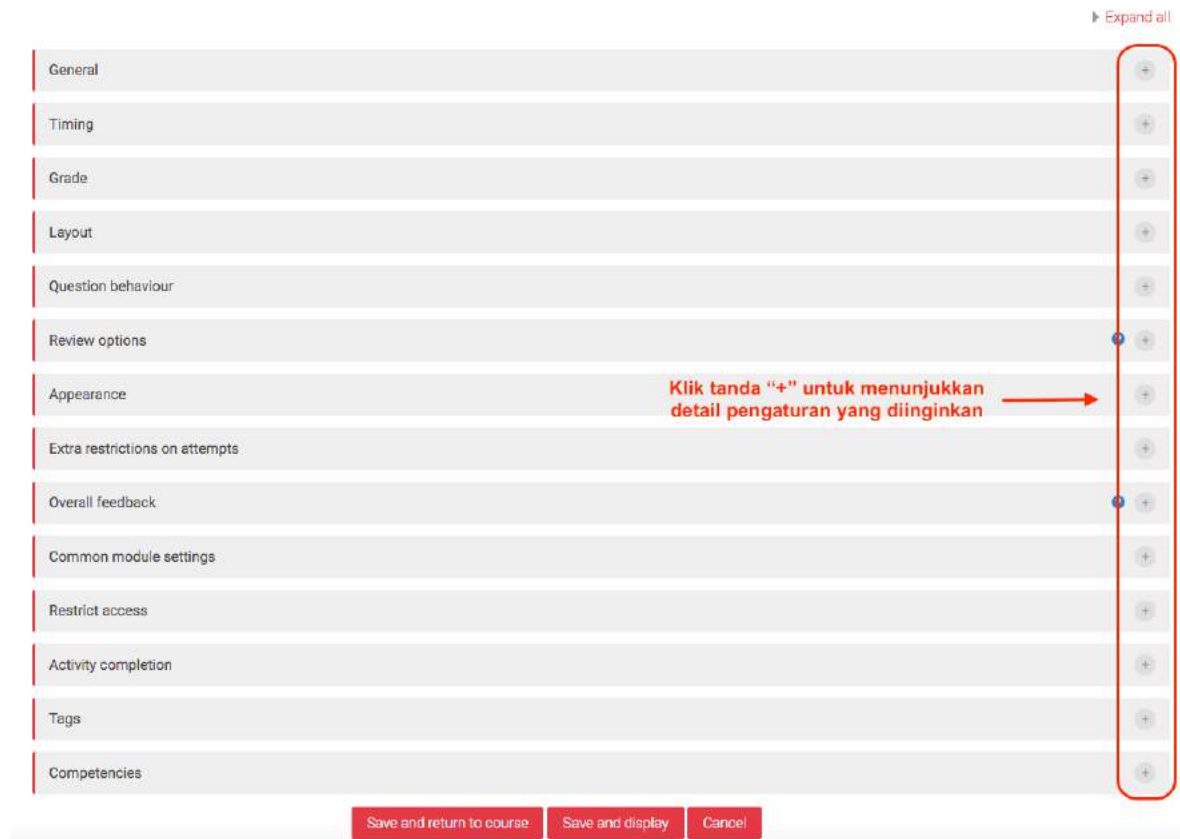 Expand all
General
Timing
Grade
Layout
Question behaviour
Review options
Appearance
Klik tanda “+” untuk menunjukkan
detail pengaturan yang diinginkan
Extra restrictions on attempts
Overall feedback
Common module settings
Restrict access
Activity completion
Tags
Competencies
Save and return to course Save and display Cancel